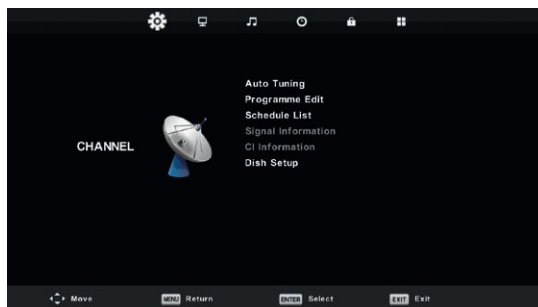 CHANNEL
Auto Tuning
Programme Edit
Schedule List
Signal Information
CI Information
Dish Setup
Move
MENU Return
ENTER Select
EXIT Exit